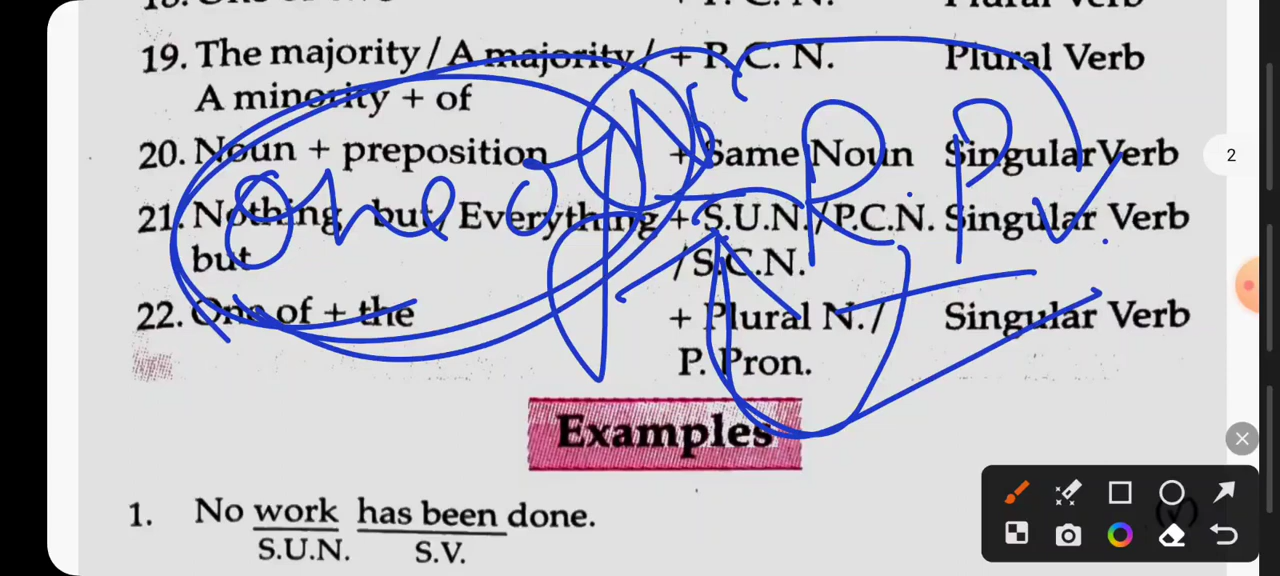 19. The majority / A majority / + P. C. N. Plural Verb
A minority + of
20. Noun + preposition + Same Noun Singular Verb
21. Nothing but / Everything + S.U.N./P.C.N. Singular Verb
but / S.C.N.
22. One of + the + Plural N./ Singular Verb
P. Pron.
one of
P. P.
V
Examples
1. No work has been done. (✓)
S.U.N. S.V.
2